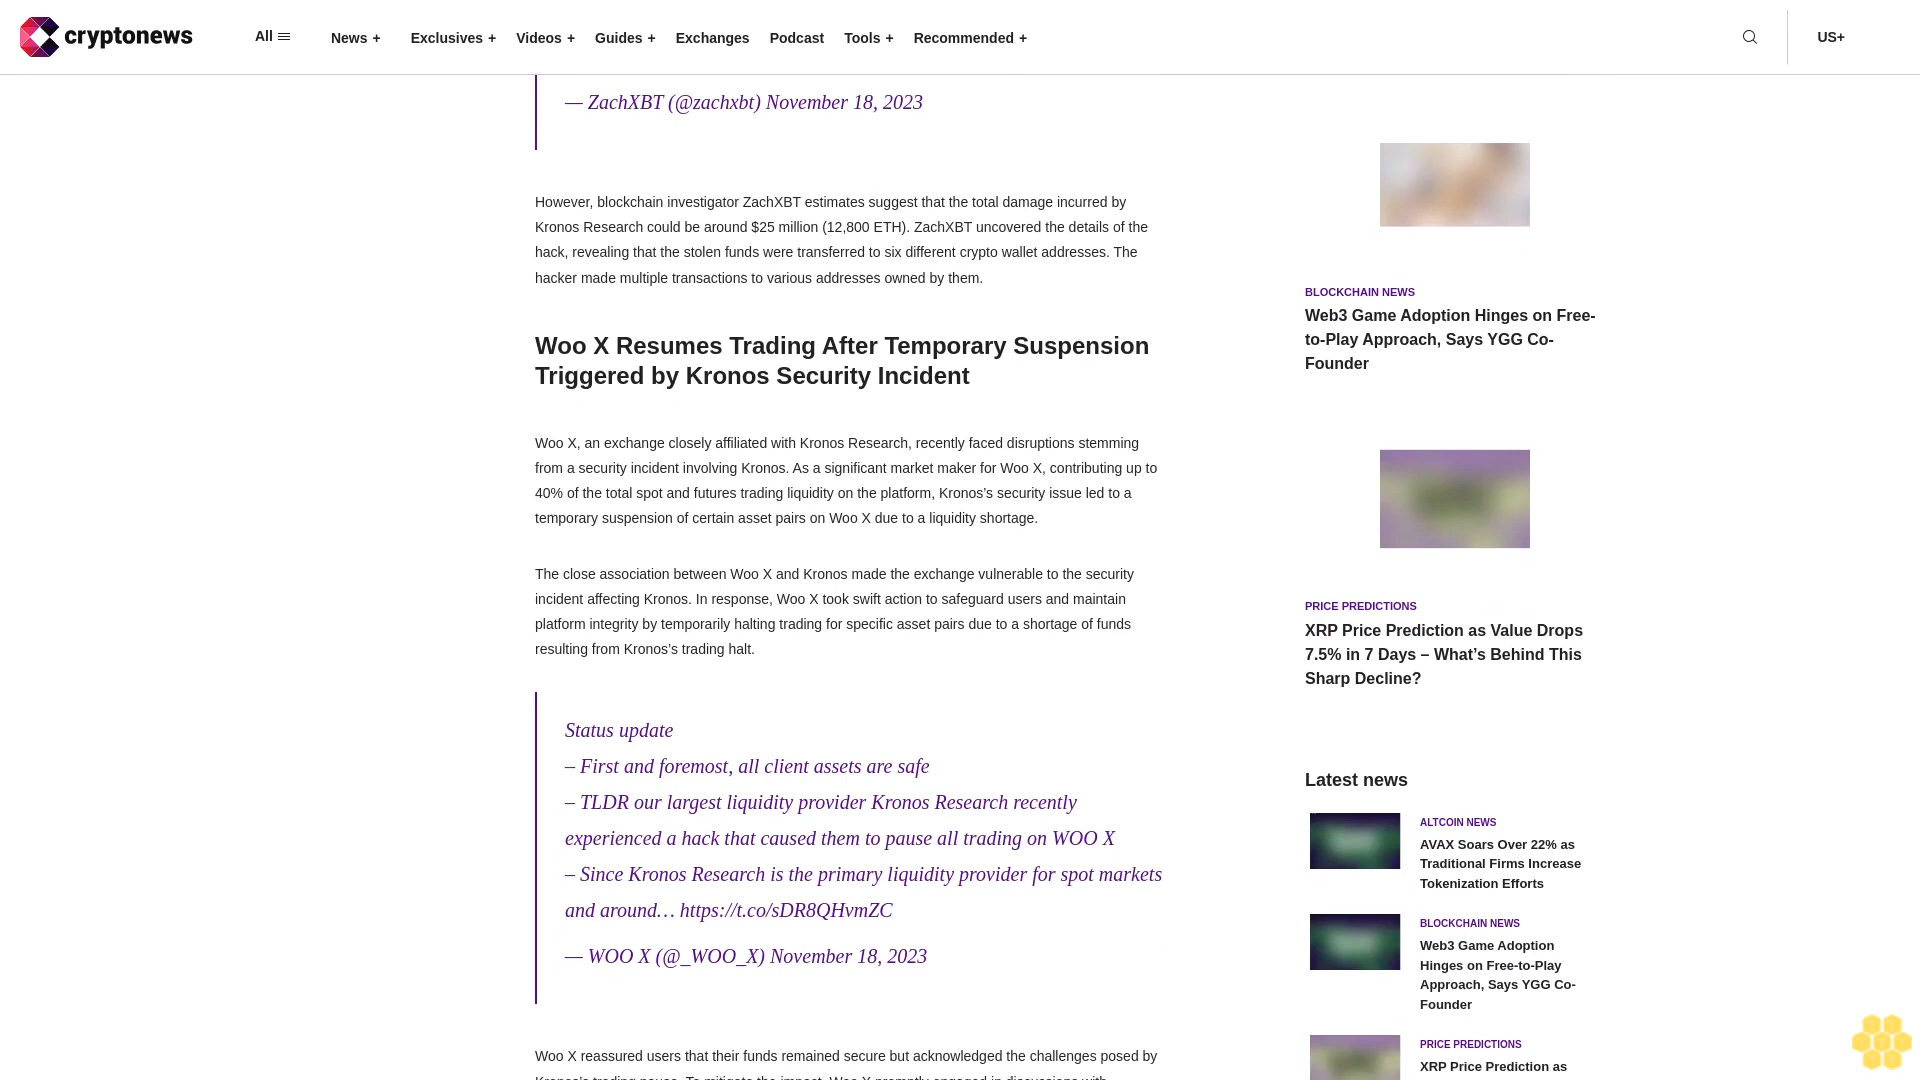 cryptonews
All
News +
Exclusives +
Videos +
Guides +
Exchanges
Podcast
Tools +
Recommended +
US+
— ZachXBT (@zachxbt) November 18, 2023
However, blockchain investigator ZachXBT estimates suggest that the total damage incurred by
Kronos Research could be around $25 million (12,800 ETH). ZachXBT uncovered the details of the
hack, revealing that the stolen funds were transferred to six different crypto wallet addresses. The
hacker made multiple transactions to various addresses owned by them.
Woo X Resumes Trading After Temporary Suspension
Triggered by Kronos Security Incident
Woo X, an exchange closely affiliated with Kronos Research, recently faced disruptions stemming
from a security incident involving Kronos. As a significant market maker for Woo X, contributing up to
40% of the total spot and futures trading liquidity on the platform, Kronos’s security issue led to a
temporary suspension of certain asset pairs on Woo X due to a liquidity shortage.
The close association between Woo X and Kronos made the exchange vulnerable to the security
incident affecting Kronos. In response, Woo X took swift action to safeguard users and maintain
platform integrity by temporarily halting trading for specific asset pairs due to a shortage of funds
resulting from Kronos’s trading halt.
Status update
– First and foremost, all client assets are safe
– TLDR our largest liquidity provider Kronos Research recently
experienced a hack that caused them to pause all trading on WOO X
– Since Kronos Research is the primary liquidity provider for spot markets
and around… https://t.co/sDR8QHvmZC
— WOO X (@_WOO_X) November 18, 2023
Woo X reassured users that their funds remained secure but acknowledged the challenges posed by
Kronos’s trading pause. To mitigate the impact, Woo X promptly engaged in discussions with
BLOCKCHAIN NEWS
Web3 Game Adoption Hinges on Free-
to-Play Approach, Says YGG Co-
Founder
PRICE PREDICTIONS
XRP Price Prediction as Value Drops
7.5% in 7 Days – What’s Behind This
Sharp Decline?
Latest news
ALTCOIN NEWS
AVAX Soars Over 22% as
Traditional Firms Increase
Tokenization Efforts
BLOCKCHAIN NEWS
Web3 Game Adoption
Hinges on Free-to-Play
Approach, Says YGG Co-
Founder
PRICE PREDICTIONS
XRP Price Prediction as